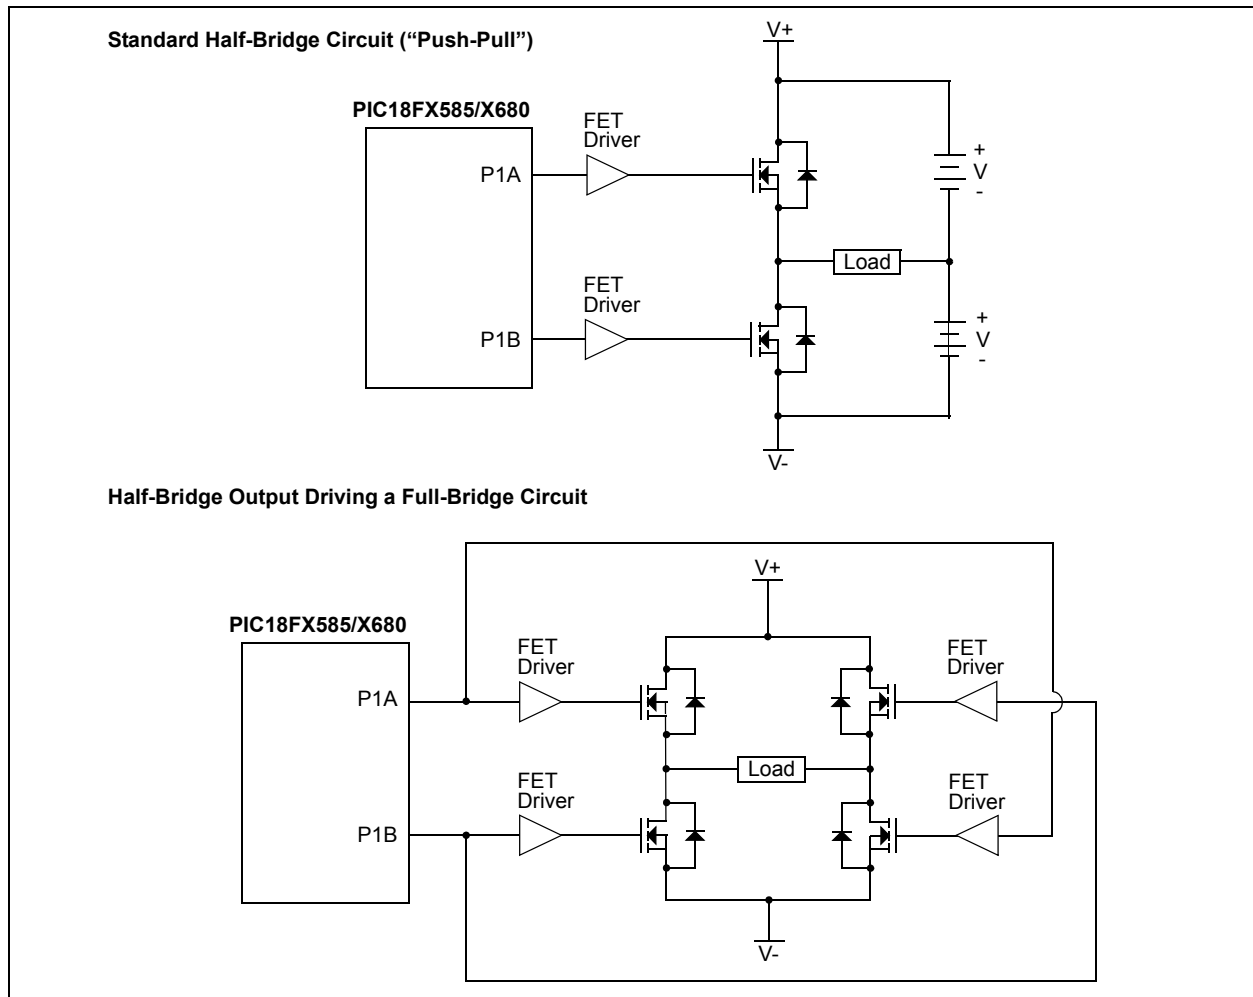 Standard Half-Bridge Circuit (“Push-Pull”)
V+
PIC18FX585/X680
FET
Driver
P1A
+
V
-
Load
FET
Driver
P1B
+
V
-
V-
Half-Bridge Output Driving a Full-Bridge Circuit
V+
PIC18FX585/X680
FET
Driver
FET
Driver
P1A
Load
FET
Driver
FET
Driver
P1B
V-